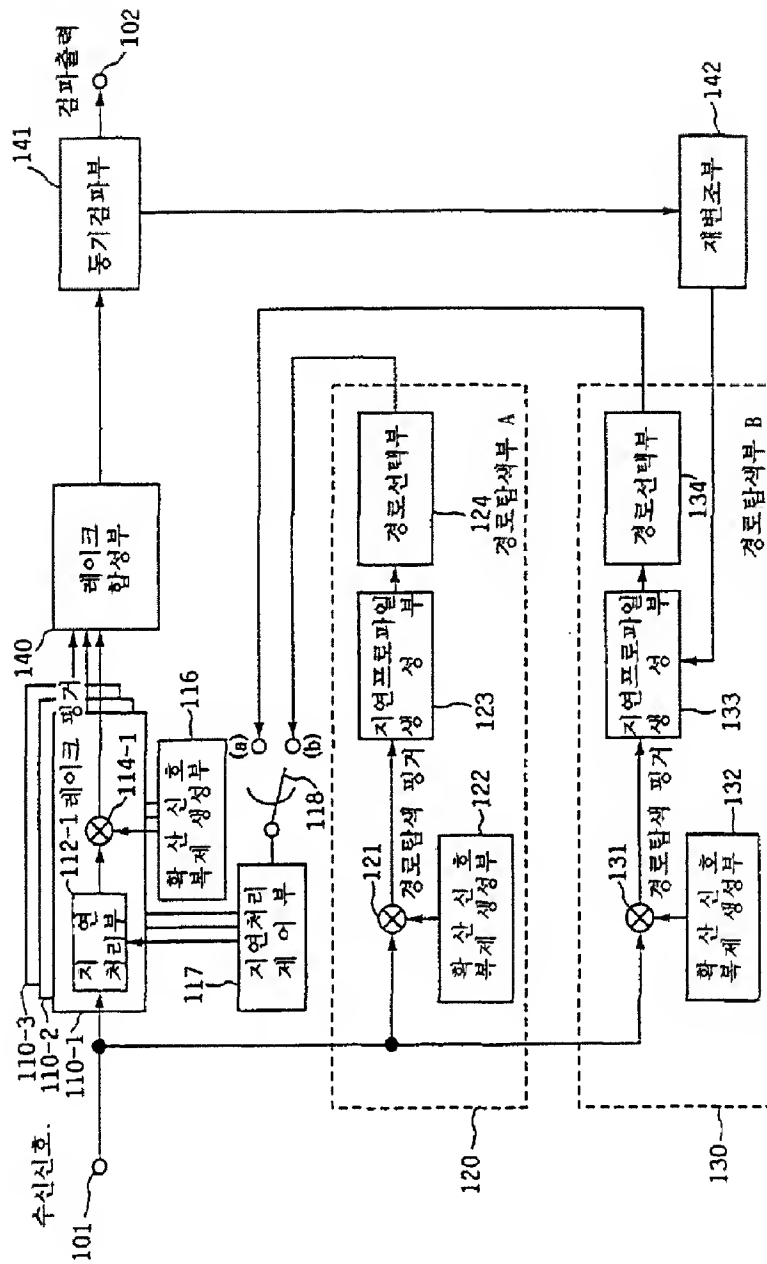 수신신호.
101
110-3
110-2
110-1
112-1
레이크 핑거
지연
처리부
114-1
116
확산 신호
복제 생성부
117
지연처리
제어부
118
(a)
(b)
140
레이크
합성부
141
동기검파부
검파출력
102
142
재변조부
120
121
경로탐색 핑거
122
확산 신호
복제 생성부
지연프로파일
생성부
123
경로선택부
124
경로탐색부 A
130
131
경로탐색 핑거
132
확산 신호
복제 생성부
지연프로파일
생성부
133
경로선택부
134
경로탐색부 B